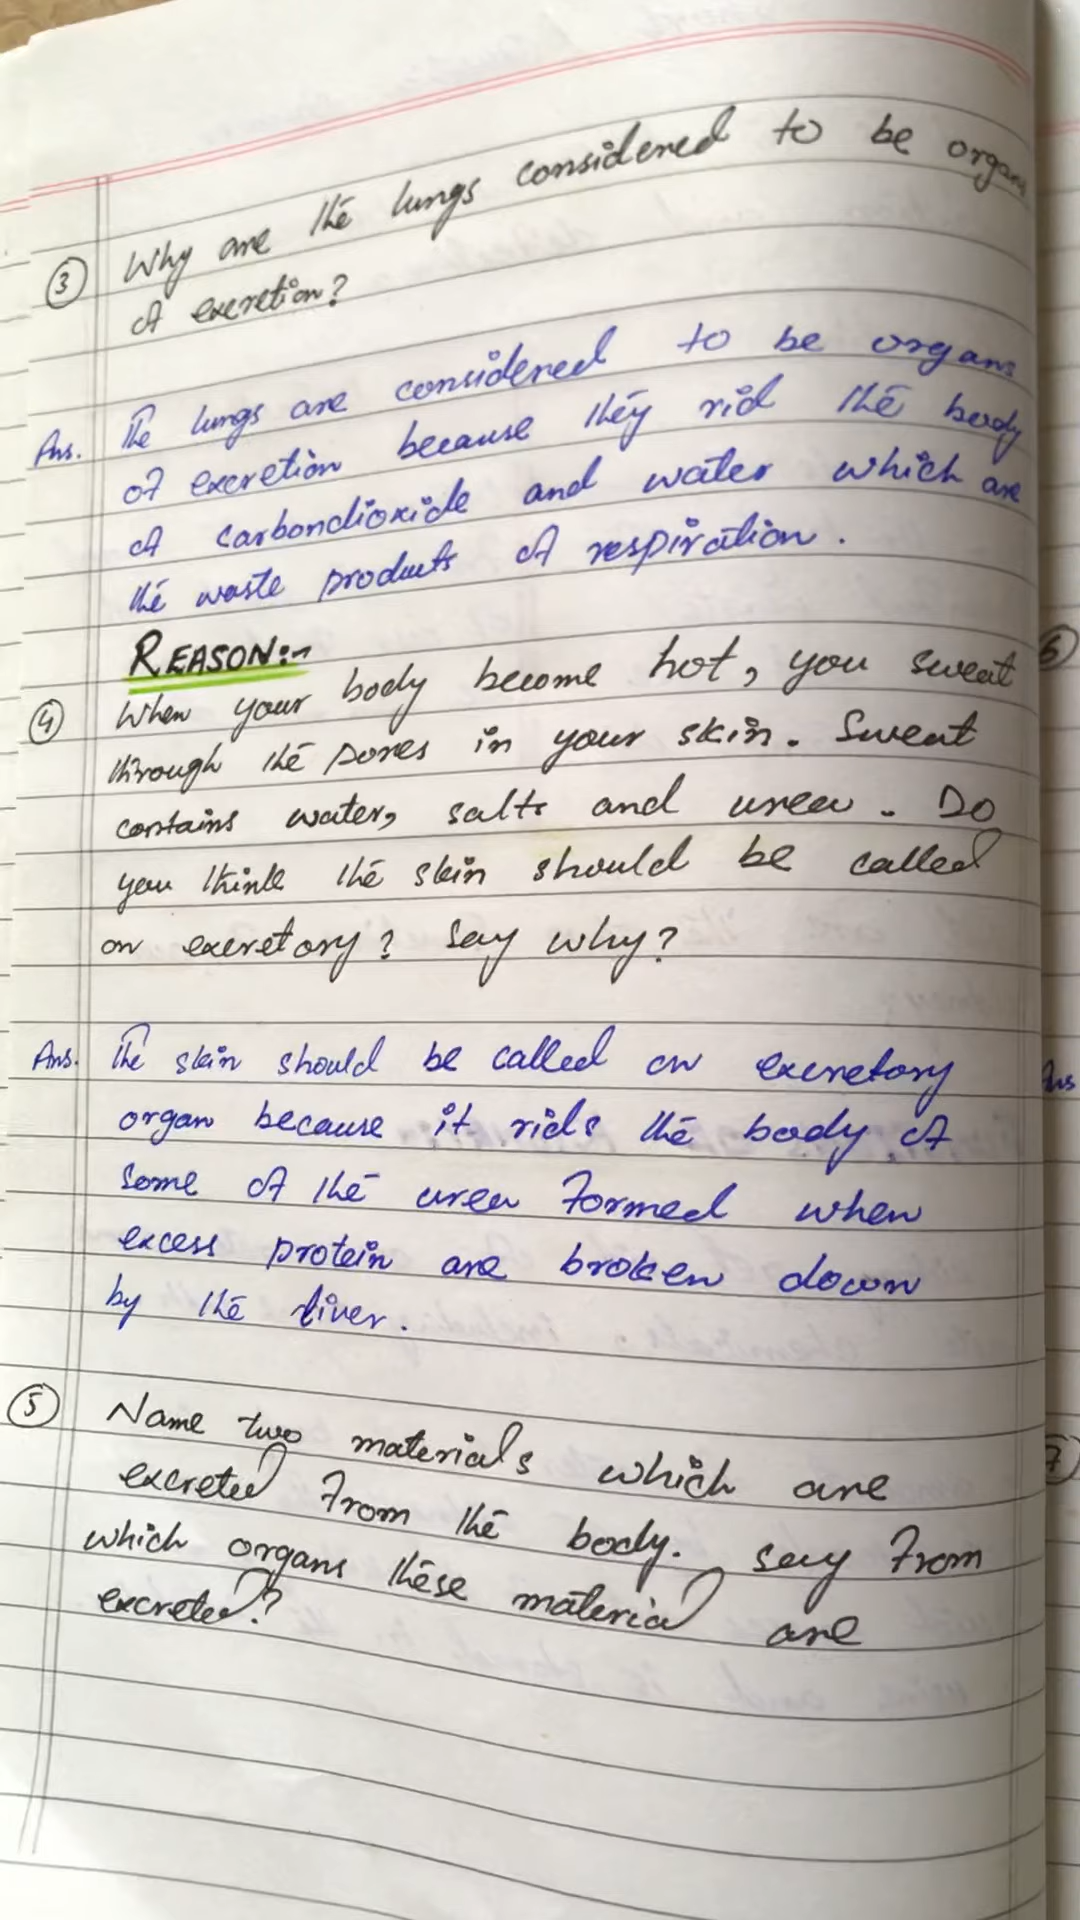 ③ Why are the lungs considered to be organs
of excretion?
Ans. The lungs are considered to be organs
of excretion because they rid the body
of carbondioxide and water which are
the waste products of respiration.
REASON:-
④ When your body become hot, you sweat
through the pores in your skin. Sweat
contains water, salts and urea. Do
you think the skin should be called
an excretory? Say why?
Ans. The skin should be called an excretory
organ because it rids the body of
some of the urea formed when
excess protein are broken down
by the liver.
⑤ Name two materials which are
excreted from the body. Say from
which organs these material are
excreted?
6
Ans
7